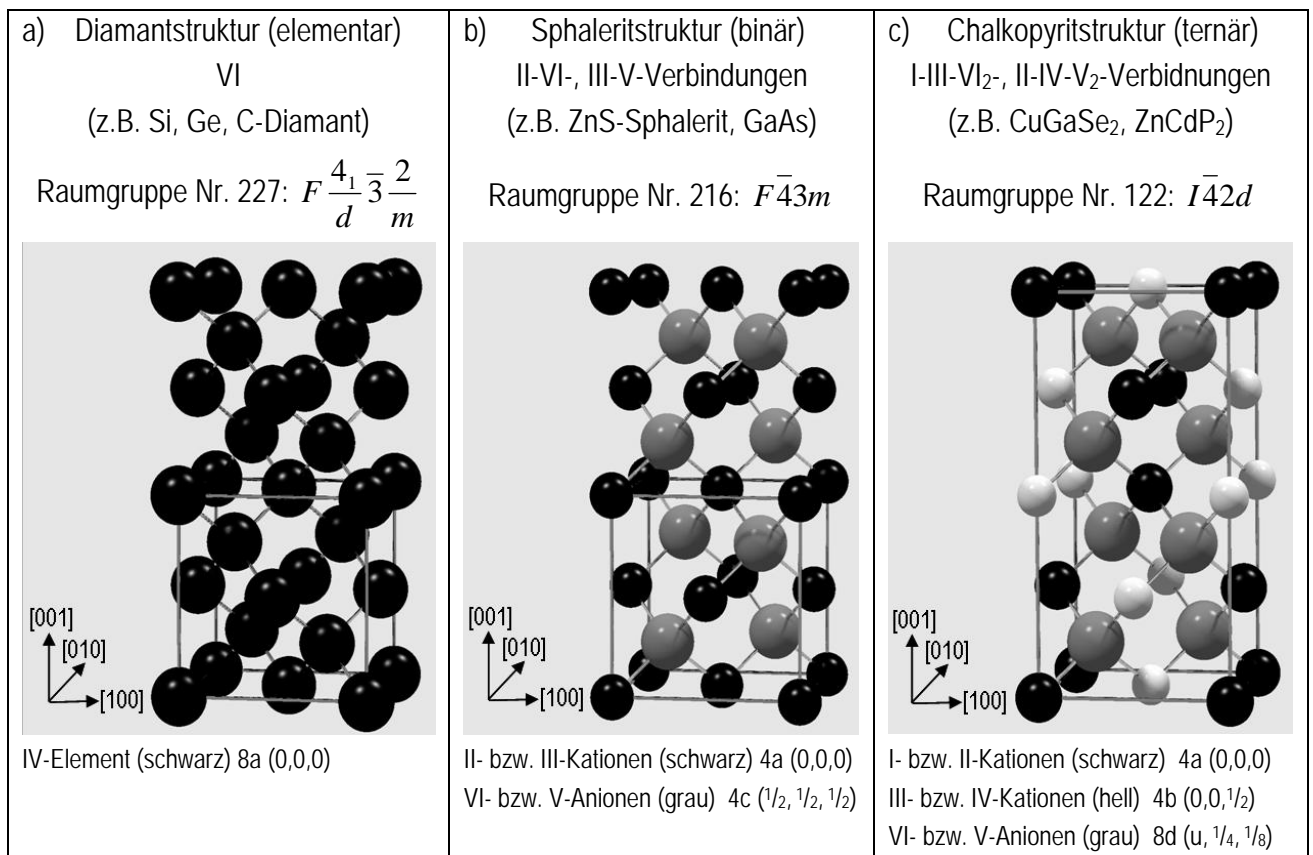 a) Diamantstruktur (elementar)
VI
(z.B. Si, Ge, C-Diamant)
Raumgruppe Nr. 227: F 4₁/d 3̅ 2/m
[001]
[010]
[100]
IV-Element (schwarz) 8a (0,0,0)
b) Sphaleritstruktur (binär)
II-VI-, III-V-Verbindungen
(z.B. ZnS-Sphalerit, GaAs)
Raumgruppe Nr. 216: F4̅3m
[001]
[010]
[100]
II- bzw. III-Kationen (schwarz) 4a (0,0,0)
VI- bzw. V-Anionen (grau) 4c (1/2, 1/2, 1/2)
c) Chalkopyritstruktur (ternär)
I-III-VI₂-, II-IV-V₂-Verbidnungen
(z.B. CuGaSe₂, ZnCdP₂)
Raumgruppe Nr. 122: I4̅2d
[001]
[010]
[100]
I- bzw. II-Kationen (schwarz) 4a (0,0,0)
III- bzw. IV-Kationen (hell) 4b (0,0,1/2)
VI- bzw. V-Anionen (grau) 8d (u, 1/4, 1/8)